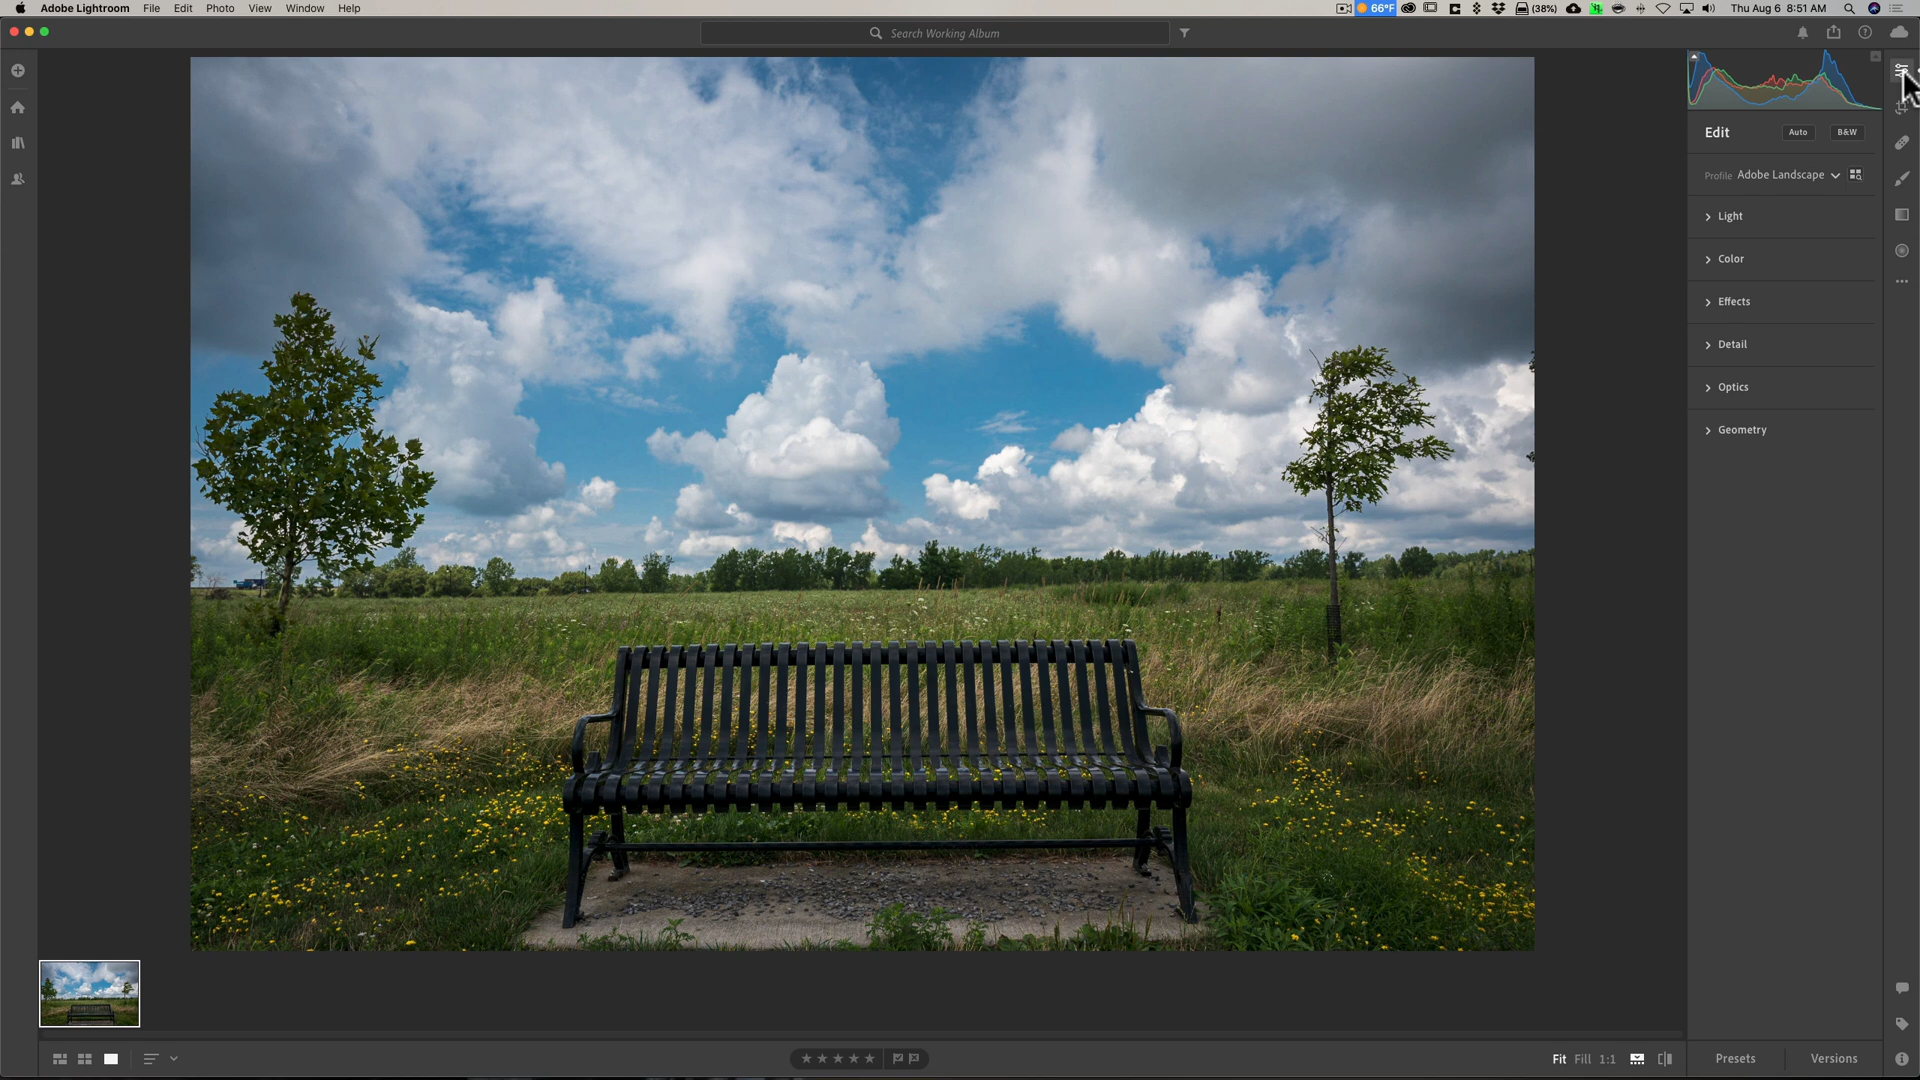 Adobe Lightroom File Edit Photo View Window Help
66°F (38%) Thu Aug 6 8:51 AM
Search Working Album
Edit Auto B&W
Profile Adobe Landscape
Light
Color
Effects
Detail
Optics
Geometry
Fit Fill 1:1 Presets Versions